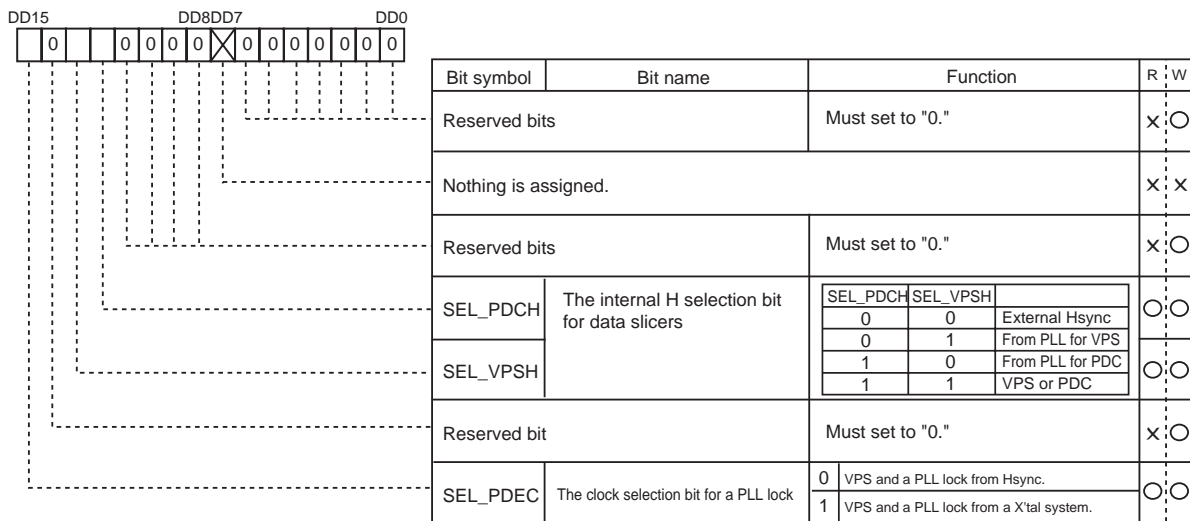 DD15 DD8DD7 DD0
0 0 0 0 0 0 0 0 0 0 0 0
Bit symbol Bit name Function R W
Reserved bits Must set to "0." X O
Nothing is assigned. X X
Reserved bits Must set to "0." X O
SEL_PDCH The internal H selection bit
for data slicers
SEL_PDCH SEL_VPSH
0 0 External Hsync
0 1 From PLL for VPS
1 0 From PLL for PDC
1 1 VPS or PDC
O O
SEL_VPSH O O
Reserved bit Must set to "0." X O
SEL_PDEC The clock selection bit for a PLL lock
0 VPS and a PLL lock from Hsync.
1 VPS and a PLL lock from a X'tal system.
O O